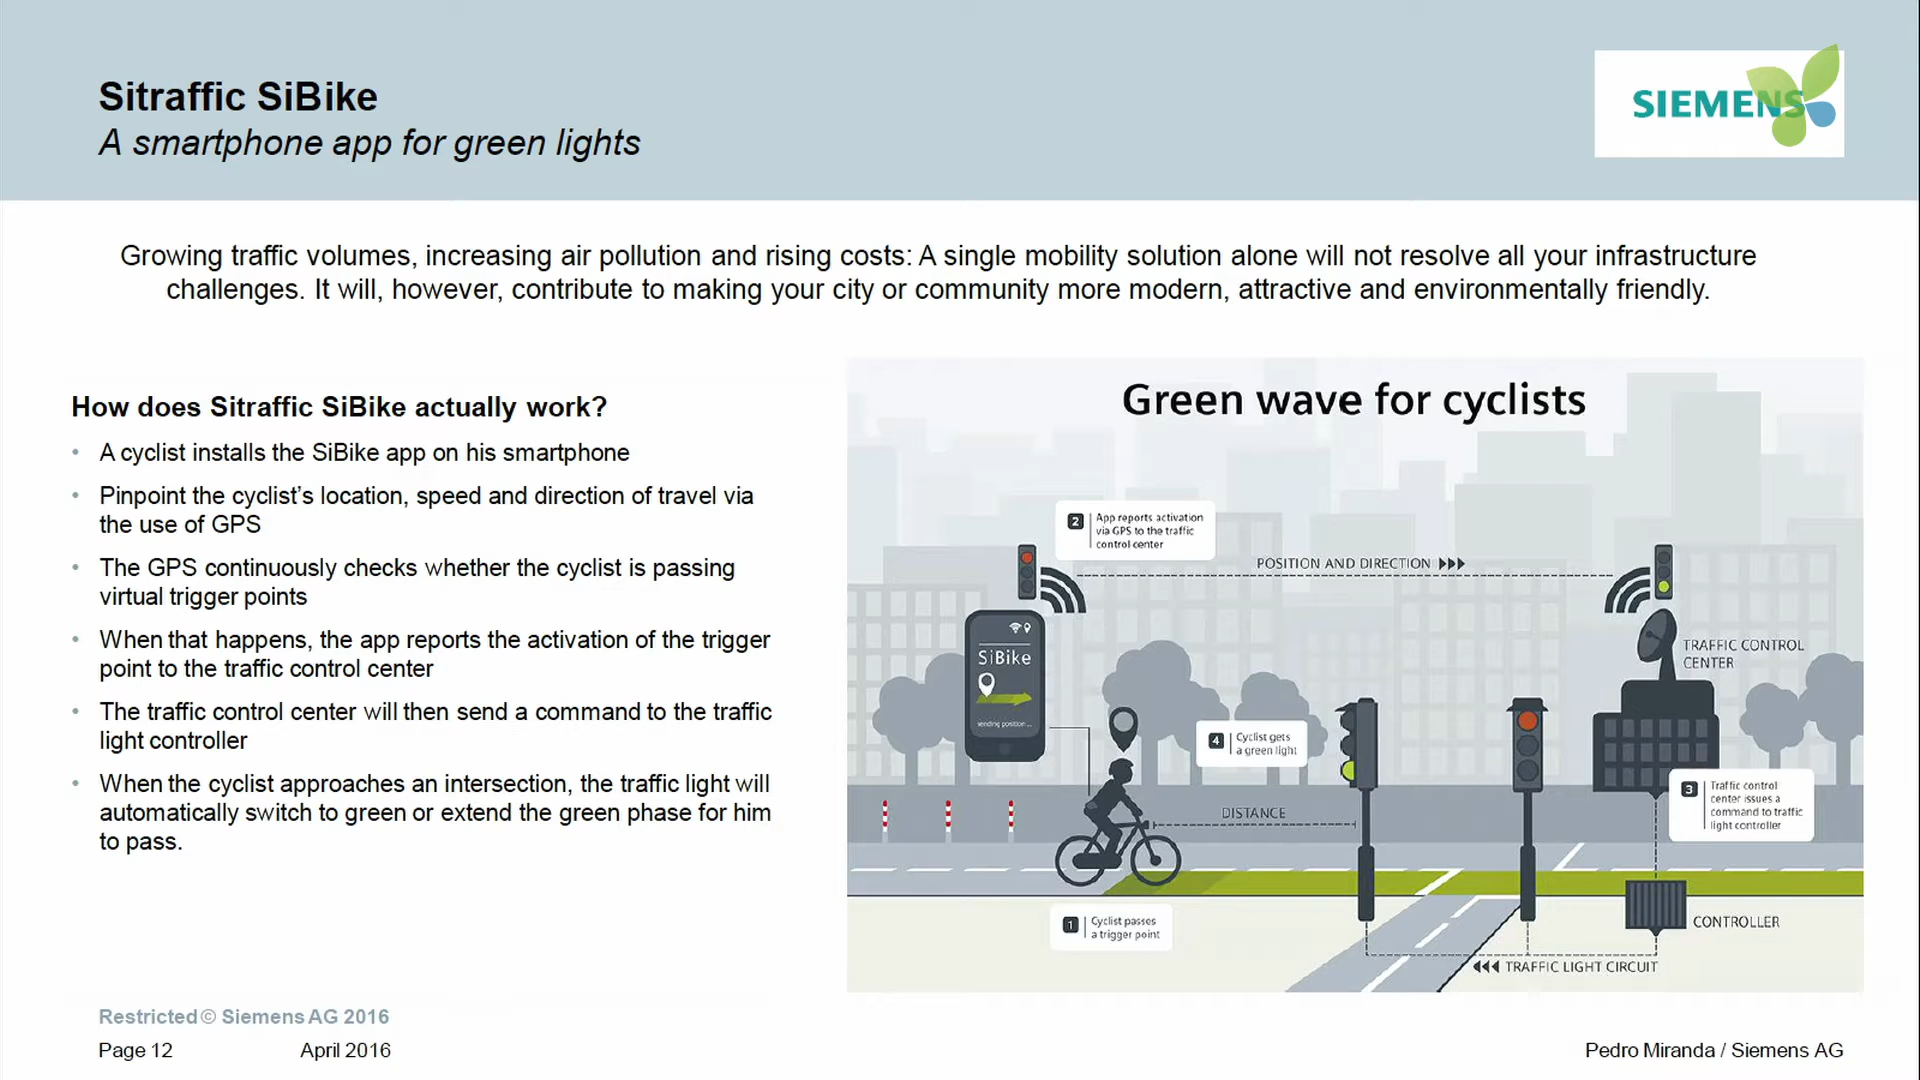 Sitraffic SiBike
A smartphone app for green lights
SIEMENS
Growing traffic volumes, increasing air pollution and rising costs: A single mobility solution alone will not resolve all your infrastructure
challenges. It will, however, contribute to making your city or community more modern, attractive and environmentally friendly.
How does Sitraffic SiBike actually work?
• A cyclist installs the SiBike app on his smartphone
• Pinpoint the cyclist’s location, speed and direction of travel via
the use of GPS
• The GPS continuously checks whether the cyclist is passing
virtual trigger points
• When that happens, the app reports the activation of the trigger
point to the traffic control center
• The traffic control center will then send a command to the traffic
light controller
• When the cyclist approaches an intersection, the traffic light will
automatically switch to green or extend the green phase for him
to pass.
Green wave for cyclists
2
App reports activation
via GPS to the traffic
control center
POSITION AND DIRECTION
SiBike
sending position ...
TRAFFIC CONTROL
CENTER
4
Cyclist gets
a green light
3
Traffic control
center issues a
command to traffic
light controller
DISTANCE
1
Cyclist passes
a trigger point
CONTROLLER
TRAFFIC LIGHT CIRCUIT
Restricted © Siemens AG 2016
Page 12
April 2016
Pedro Miranda / Siemens AG